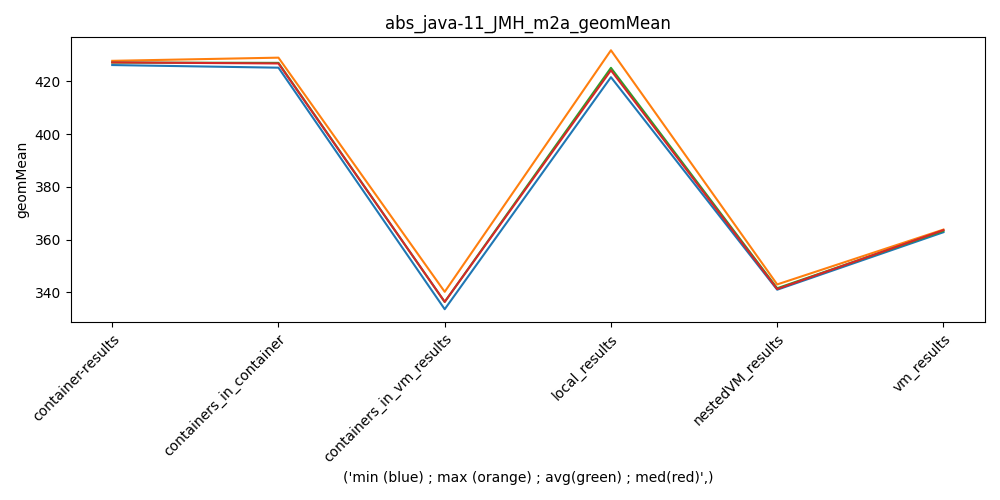 abs_java-11_JMH_m2a_geomMean
geomMean
420
400
380
360
340
container-results
containers_in_container
containers_in_vm_results
local_results
nestedVM_results
vm_results
('min (blue) ; max (orange) ; avg(green) ; med(red)',)